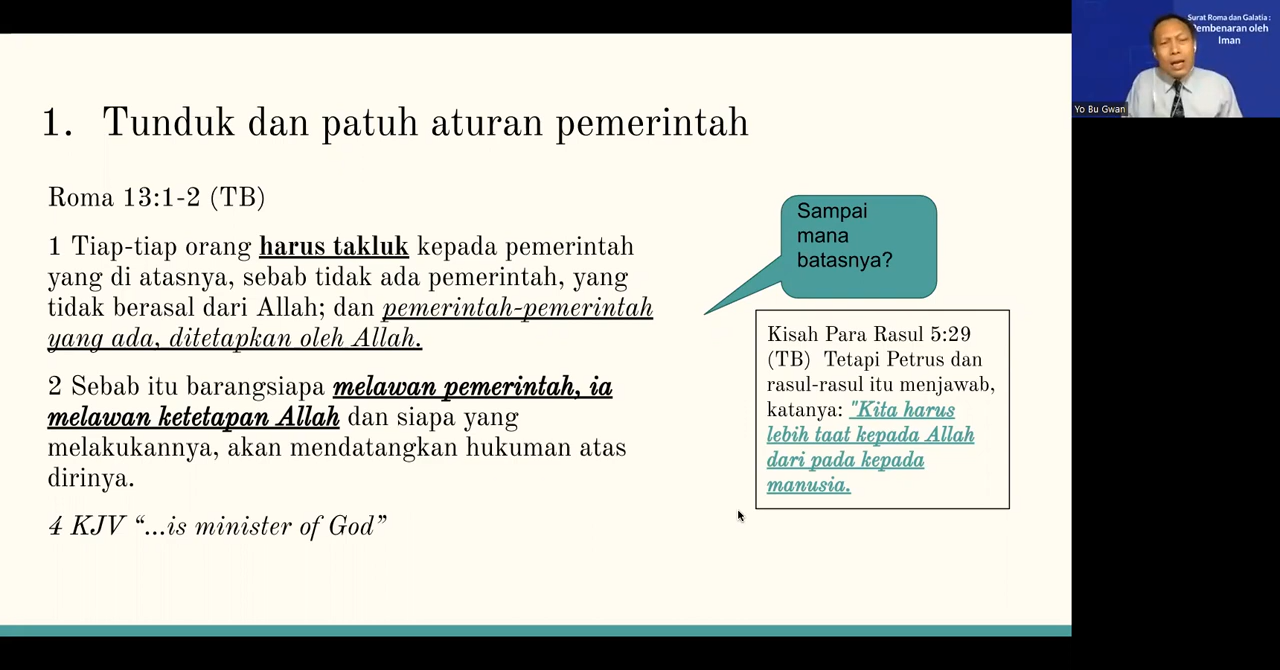 1. Tunduk dan patuh aturan pemerintah
Roma 13:1-2 (TB)
1 Tiap-tiap orang harus takluk kepada pemerintah
yang di atasnya, sebab tidak ada pemerintah, yang
tidak berasal dari Allah; dan pemerintah-pemerintah
yang ada, ditetapkan oleh Allah.
2 Sebab itu barangsiapa melawan pemerintah, ia
melawan ketetapan Allah dan siapa yang
melakukannya, akan mendatangkan hukuman atas
dirinya.
4 KJV “...is minister of God”
Sampai
mana
batasnya?
Kisah Para Rasul 5:29
(TB) Tetapi Petrus dan
rasul-rasul itu menjawab,
katanya: "Kita harus
lebih taat kepada Allah
dari pada kepada
manusia.
Surat Roma dan Galatia :
Pembenaran oleh
Iman
Yo Bu Gwan